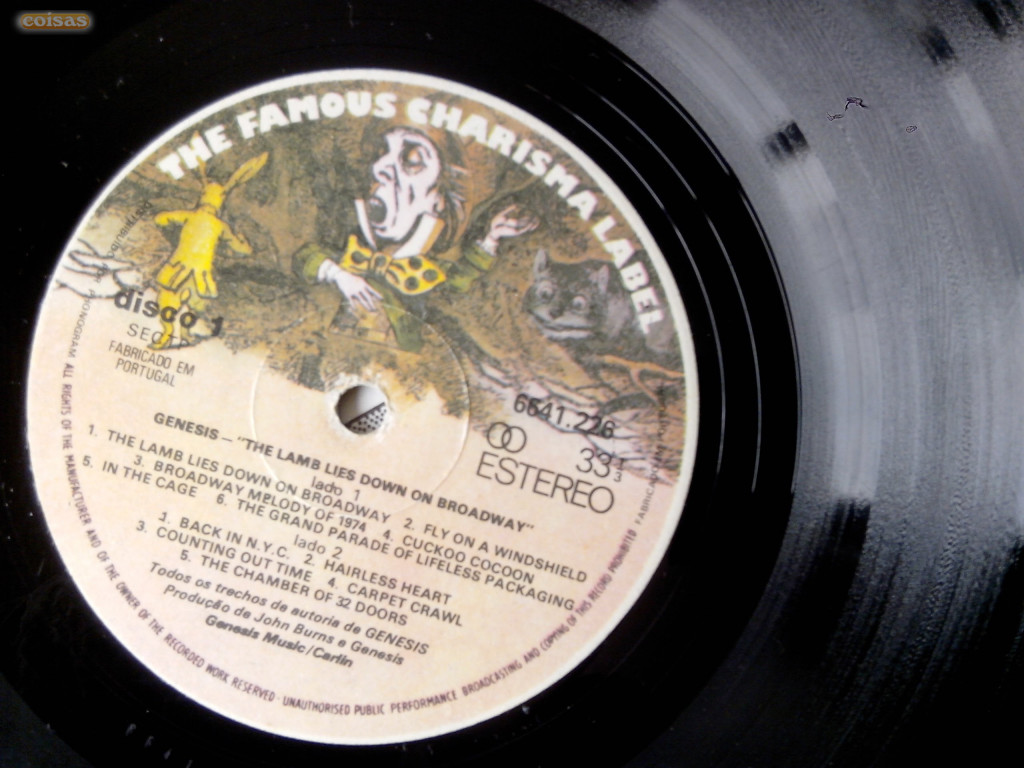 coisas
THE FAMOUS CHARISMA LABEL
disco 1
FABRICADO EM
PORTUGAL
6641.226
33
ESTEREO
GENESIS — "THE LAMB LIES DOWN ON BROADWAY"
lado 1
1. THE LAMB LIES DOWN ON BROADWAY 2. FLY ON A WINDSHIELD
3. BROADWAY MELODY OF 1974 4. CUCKOO COCOON
5. IN THE CAGE 6. THE GRAND PARADE OF LIFELESS PACKAGING
lado 2
1. BACK IN N.Y.C. 2. HAIRLESS HEART
3. COUNTING OUT TIME 4. CARPET CRAWL
5. THE CHAMBER OF 32 DOORS
Todos os trechos de autoria de GENESIS
Produção de John Burns e Genesis
Genesis Music/Carlin
PHONOGRAM ALL RIGHTS OF THE MANUFACTURER AND OF THE OWNER OF THE RECORDED WORK RESERVED · UNAUTHORISED PUBLIC PERFORMANCE BROADCASTING AND COPYING OF THIS RECORD PROHIBITED